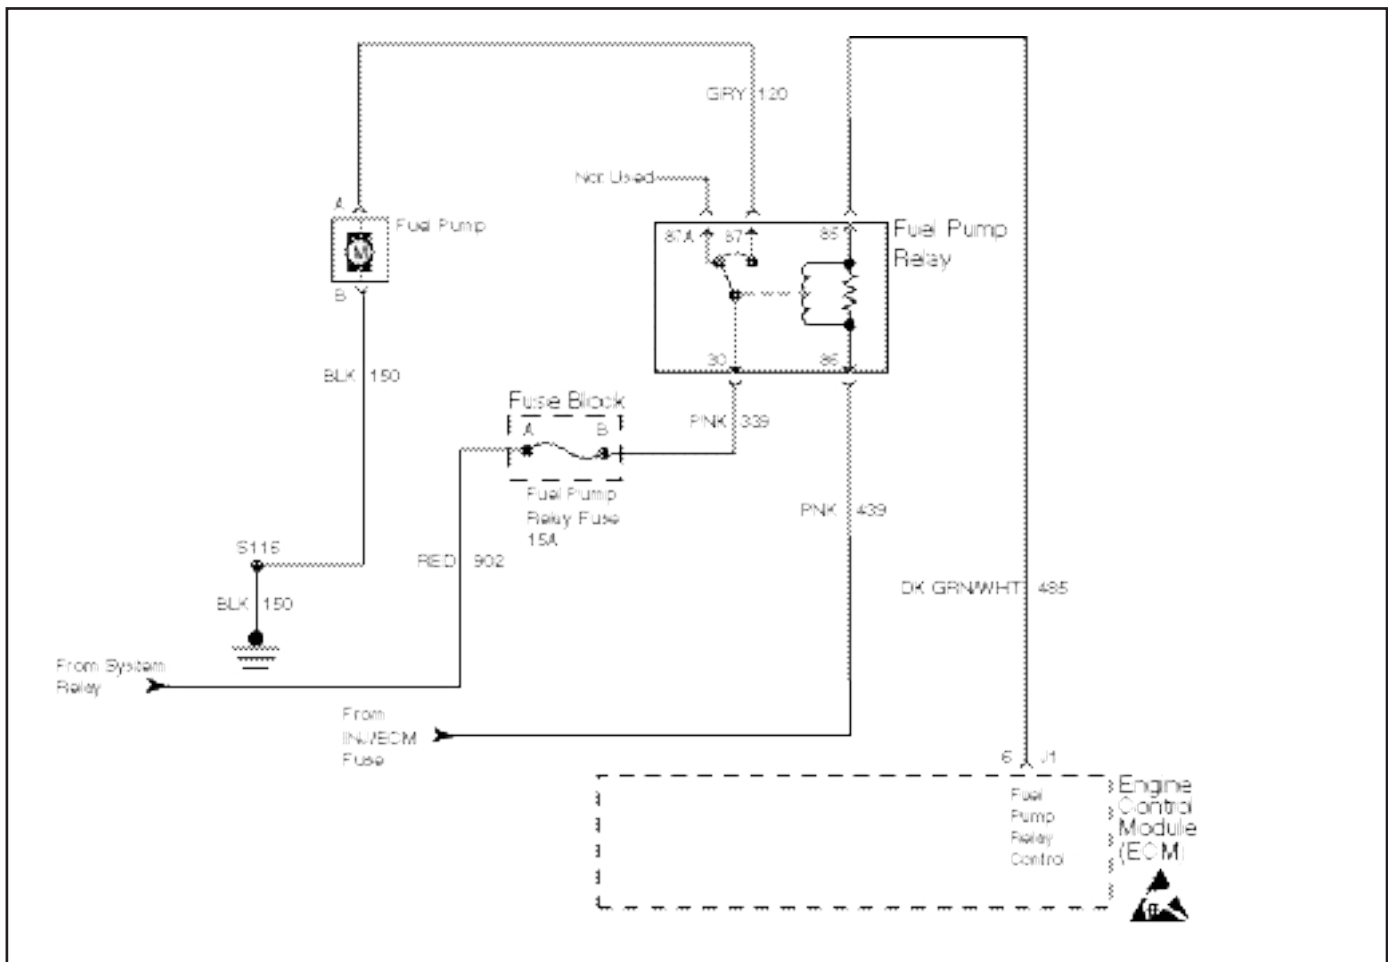 GRY 120
Not Used
A
Fuel Pump
M
B
87A 87 85
Fuel Pump
Relay
30 86
BLK 150
Fuse Block
A B
PNK 339
Fuel Pump
Relay Fuse
15A
PNK 439
S116
RED 902
DK GRN/WHT 485
BLK 150
From System
Relay
From
INJ/ECM
Fuse
6 J1
Fuel
Pump
Relay
Control
Engine
Control
Module
(ECM)